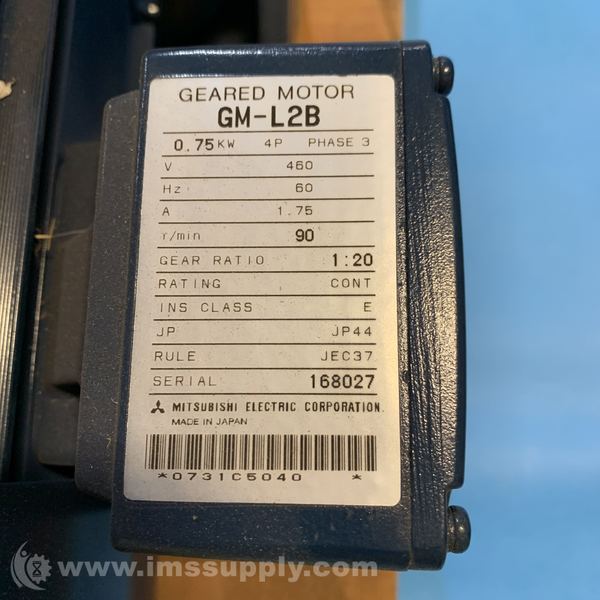 GEARED MOTOR
GM-L2B
0.75 KW 4P PHASE 3
V 460
Hz 60
A 1.75
r/min 90
GEAR RATIO 1:20
RATING CONT
INS CLASS E
JP JP44
RULE JEC37
SERIAL 168027
MITSUBISHI ELECTRIC CORPORATION.
MADE IN JAPAN
*0731C5040 *
www.imssupply.com